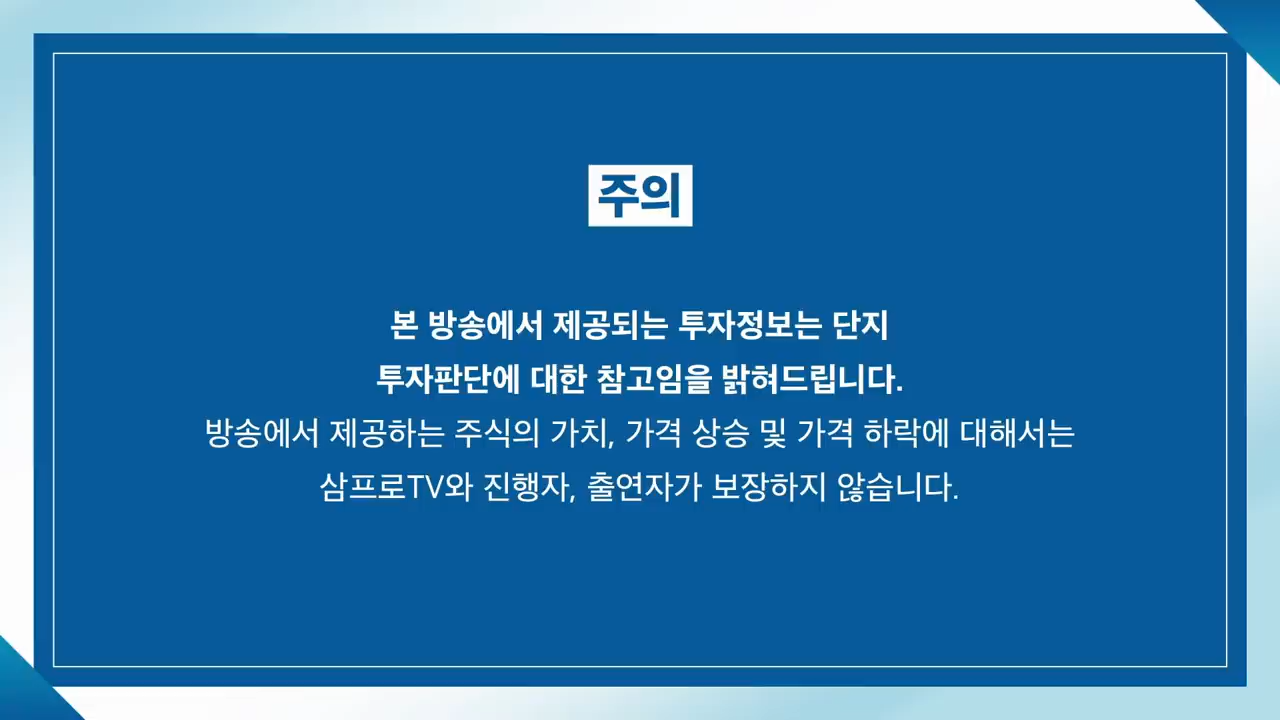 주의
본 방송에서 제공되는 투자정보는 단지
투자판단에 대한 참고임을 밝혀드립니다.
방송에서 제공하는 주식의 가치, 가격 상승 및 가격 하락에 대해서는
삼프로TV와 진행자, 출연자가 보장하지 않습니다.